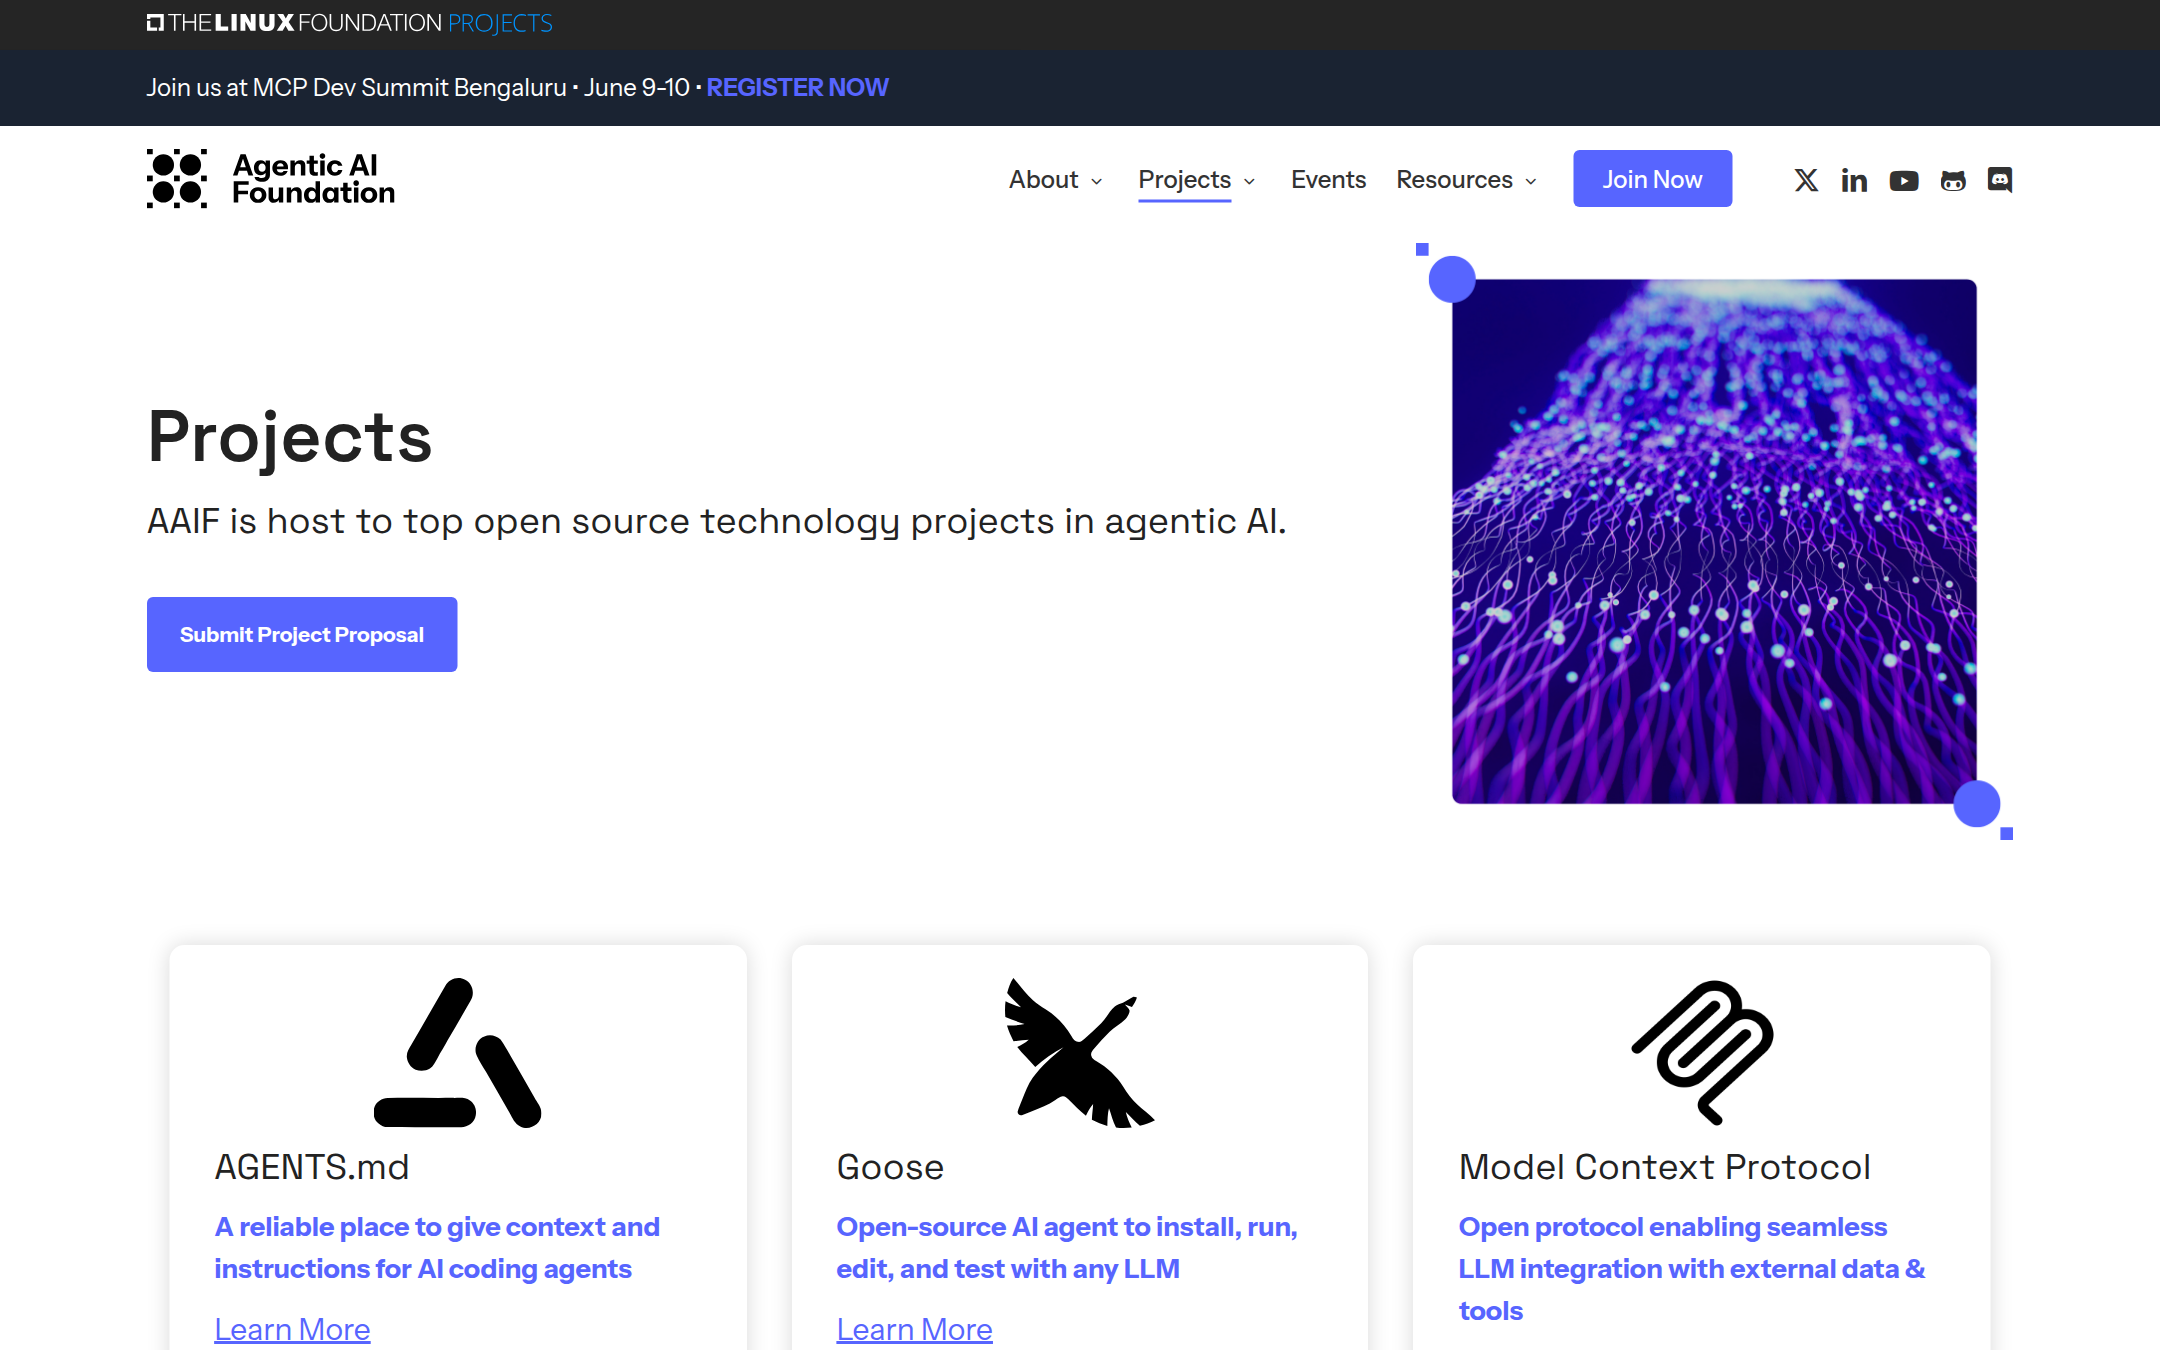 THE LINUX FOUNDATION PROJECTS
Join us at MCP Dev Summit Bengaluru · June 9-10 · REGISTER NOW
Agentic AI
Foundation
About
Projects
Events
Resources
Join Now
Projects
AAIF is host to top open source technology projects in agentic AI.
Submit Project Proposal
AGENTS.md
A reliable place to give context and
instructions for AI coding agents
Learn More
Goose
Open-source AI agent to install, run,
edit, and test with any LLM
Learn More
Model Context Protocol
Open protocol enabling seamless
LLM integration with external data &
tools